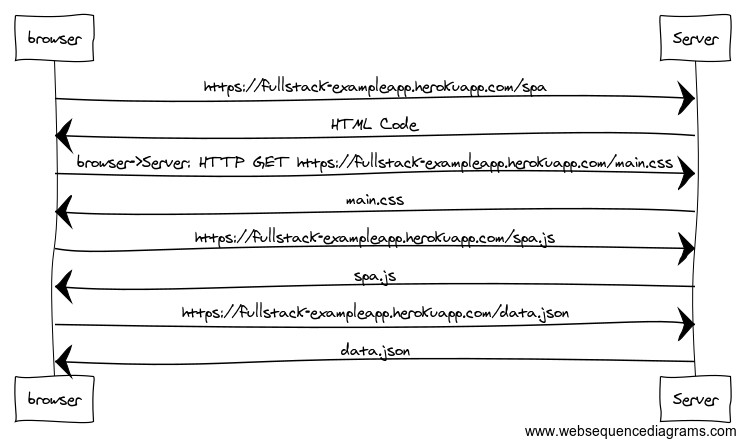 browser
Server
https://fullstack-exampleapp.herokuapp.com/spa
HTML Code
browser->Server: HTTP GET https://fullstack-exampleapp.herokuapp.com/main.css
main.css
https://fullstack-exampleapp.herokuapp.com/spa.js
spa.js
https://fullstack-exampleapp.herokuapp.com/data.json
data.json
browser
Server
www.websequencediagrams.com